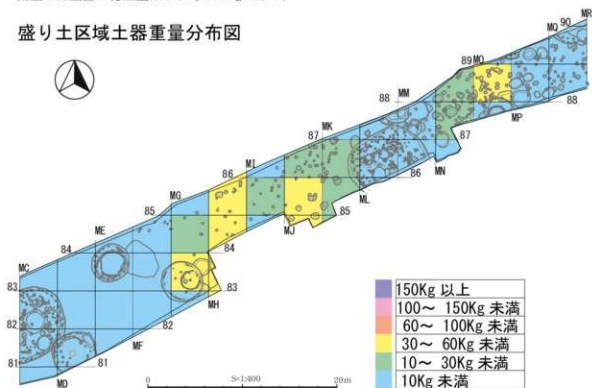 盛り土区域土器重量分布図
MR
90
MQ
89
MO
88
MM
MP
88
87
MK
87
MN
86
MI
86
ML
MG
85
85
MJ
84
ME
84
83
MC
MH
83
82
82
MF
81
81
MD
150Kg 以上
100～ 150Kg 未満
60～ 100Kg 未満
30～ 60Kg 未満
10～ 30Kg 未満
10Kg 未満
0 S=1:400 20m